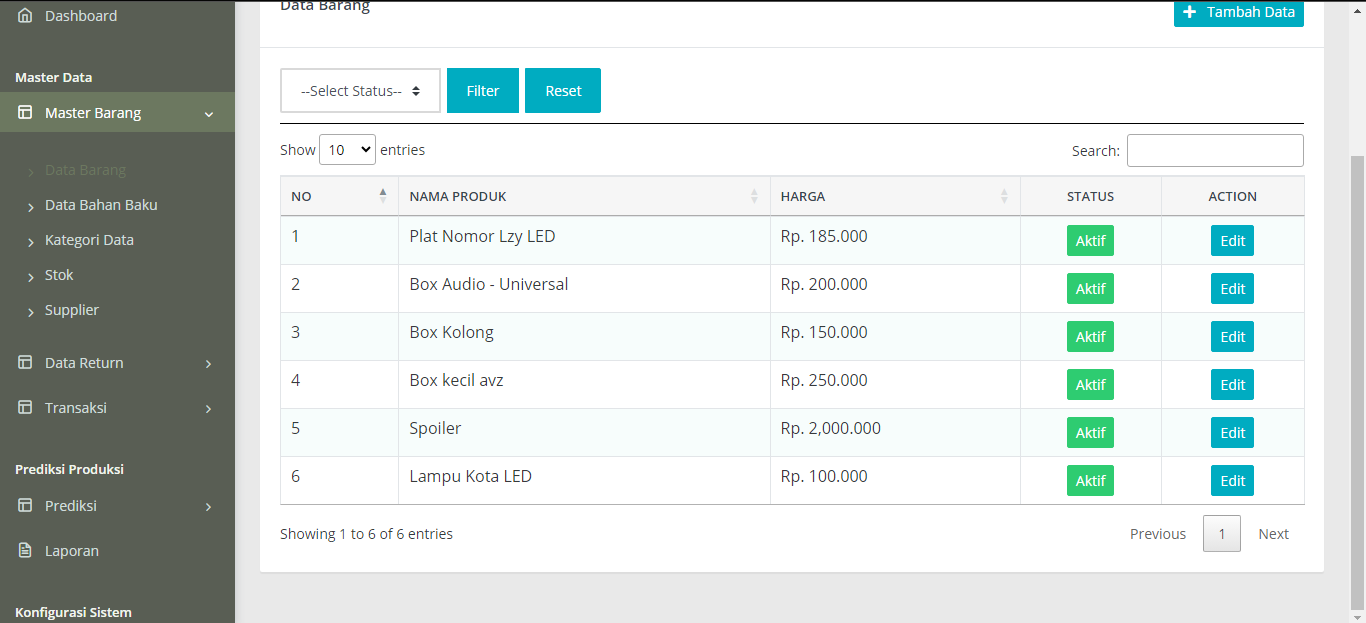 Dashboard
Master Data
Master Barang
Data Barang
Data Bahan Baku
Kategori Data
Stok
Supplier
Data Return
Transaksi
Prediksi Produksi
Prediksi
Laporan
Konfigurasi Sistem
Data Barang
+ Tambah Data
--Select Status-- Filter Reset
Show 10 entries Search:
NO NAMA PRODUK HARGA STATUS ACTION
1 Plat Nomor Lzy LED Rp. 185.000 Aktif Edit
2 Box Audio - Universal Rp. 200.000 Aktif Edit
3 Box Kolong Rp. 150.000 Aktif Edit
4 Box kecil avz Rp. 250.000 Aktif Edit
5 Spoiler Rp. 2,000.000 Aktif Edit
6 Lampu Kota LED Rp. 100.000 Aktif Edit
Showing 1 to 6 of 6 entries Previous 1 Next